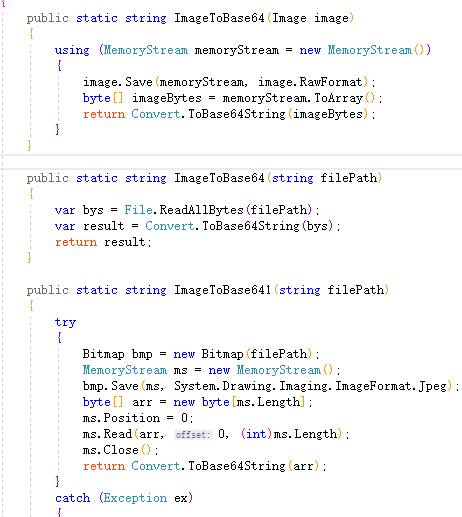 {
public static string ImageToBase64(Image image)
{
using (MemoryStream memoryStream = new MemoryStream())
{
image.Save(memoryStream, image.RawFormat);
byte[] imageBytes = memoryStream.ToArray();
return Convert.ToBase64String(imageBytes);
}
}
public static string ImageToBase64(string filePath)
{
var bys = File.ReadAllBytes(filePath);
var result = Convert.ToBase64String(bys);
return result;
}
public static string ImageToBase641(string filePath)
{
try
{
Bitmap bmp = new Bitmap(filePath);
MemoryStream ms = new MemoryStream();
bmp.Save(ms, System.Drawing.Imaging.ImageFormat.Jpeg);
byte[] arr = new byte[ms.Length];
ms.Position = 0;
ms.Read(arr, offset: 0, (int)ms.Length);
ms.Close();
return Convert.ToBase64String(arr);
}
catch (Exception ex)
{